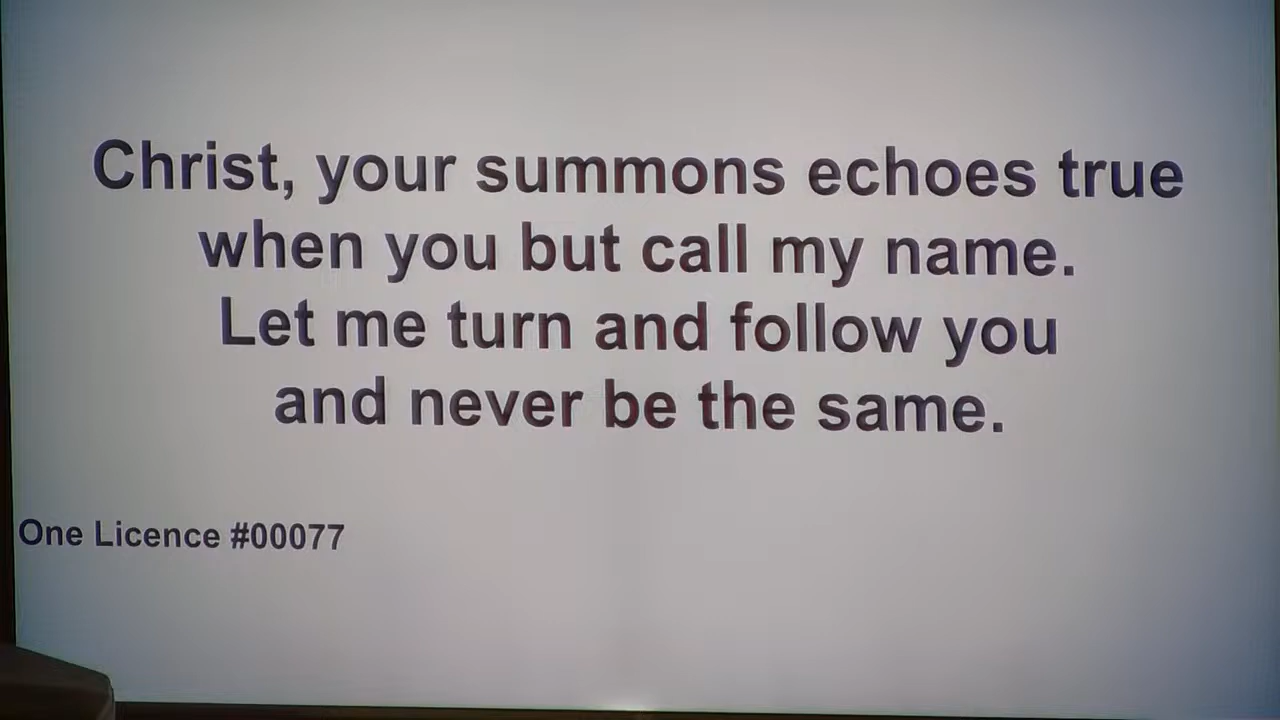 Christ, your summons echoes true
when you but call my name.
Let me turn and follow you
and never be the same.
One Licence #00077